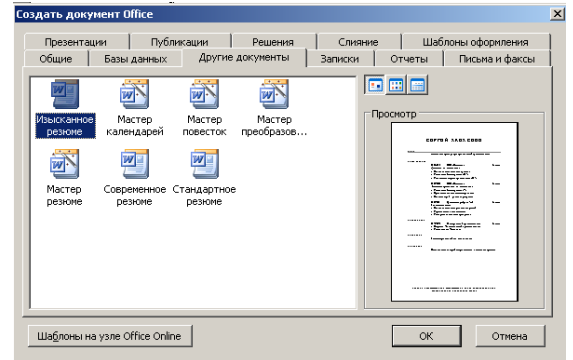 Создать документ Office
Презентации Публикации Решения Слияние Шаблоны оформления
Общие Базы данных Другие документы Записки Отчеты Письма и факсы
Изысканное резюме
Мастер календарей
Мастер повесток
Мастер преобразов...
Мастер резюме
Современное резюме
Стандартное резюме
Просмотр
Шаблоны на узле Office Online
ОК
Отмена